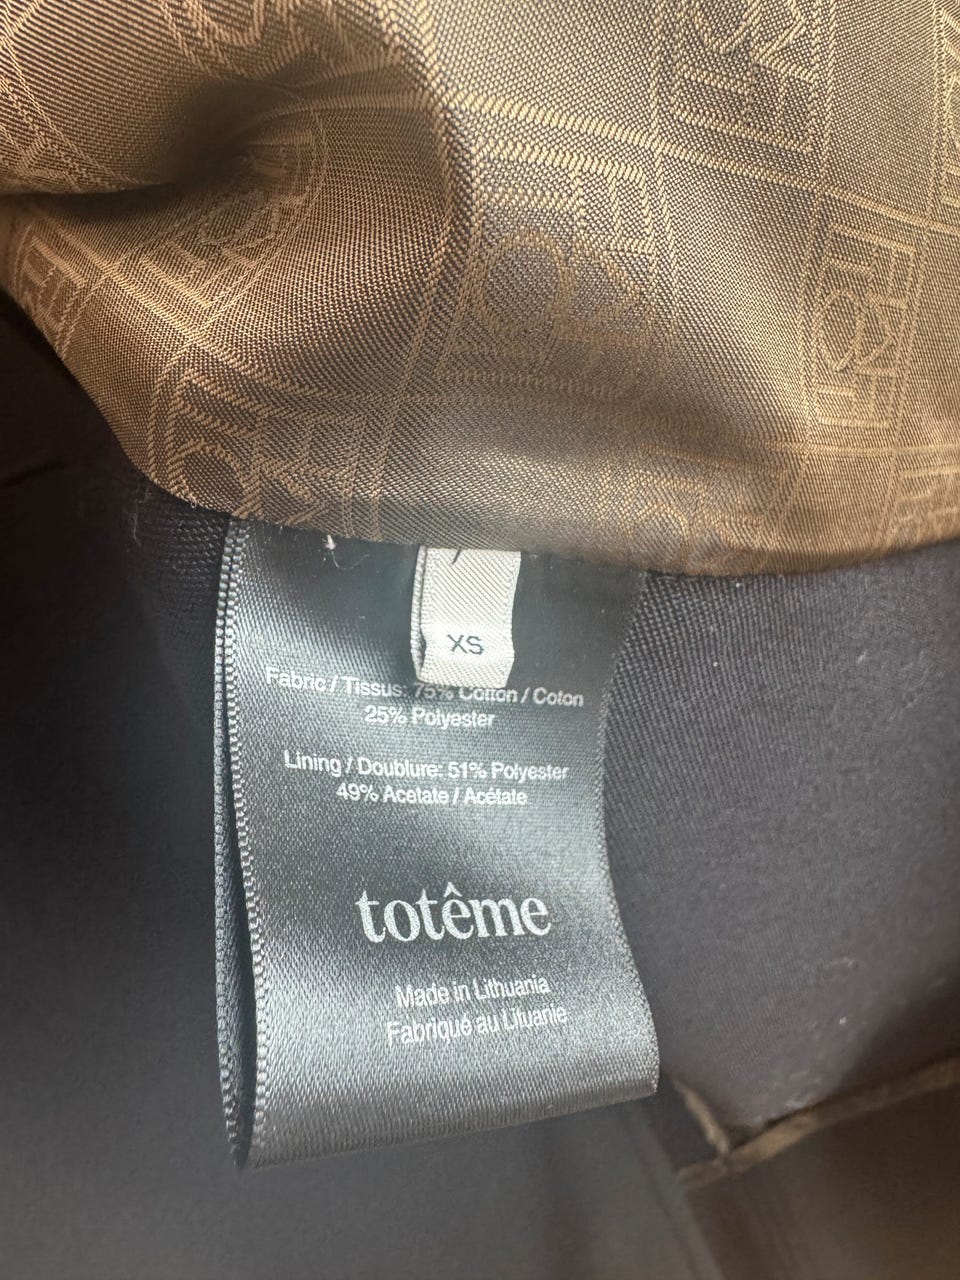 XS
Fabric / Tissus: 75% Cotton / Coton
25% Polyester
Lining / Doublure: 51% Polyester
49% Acetate / Acétate
totême
Made in Lithuania
Fabriqué au Lituanie